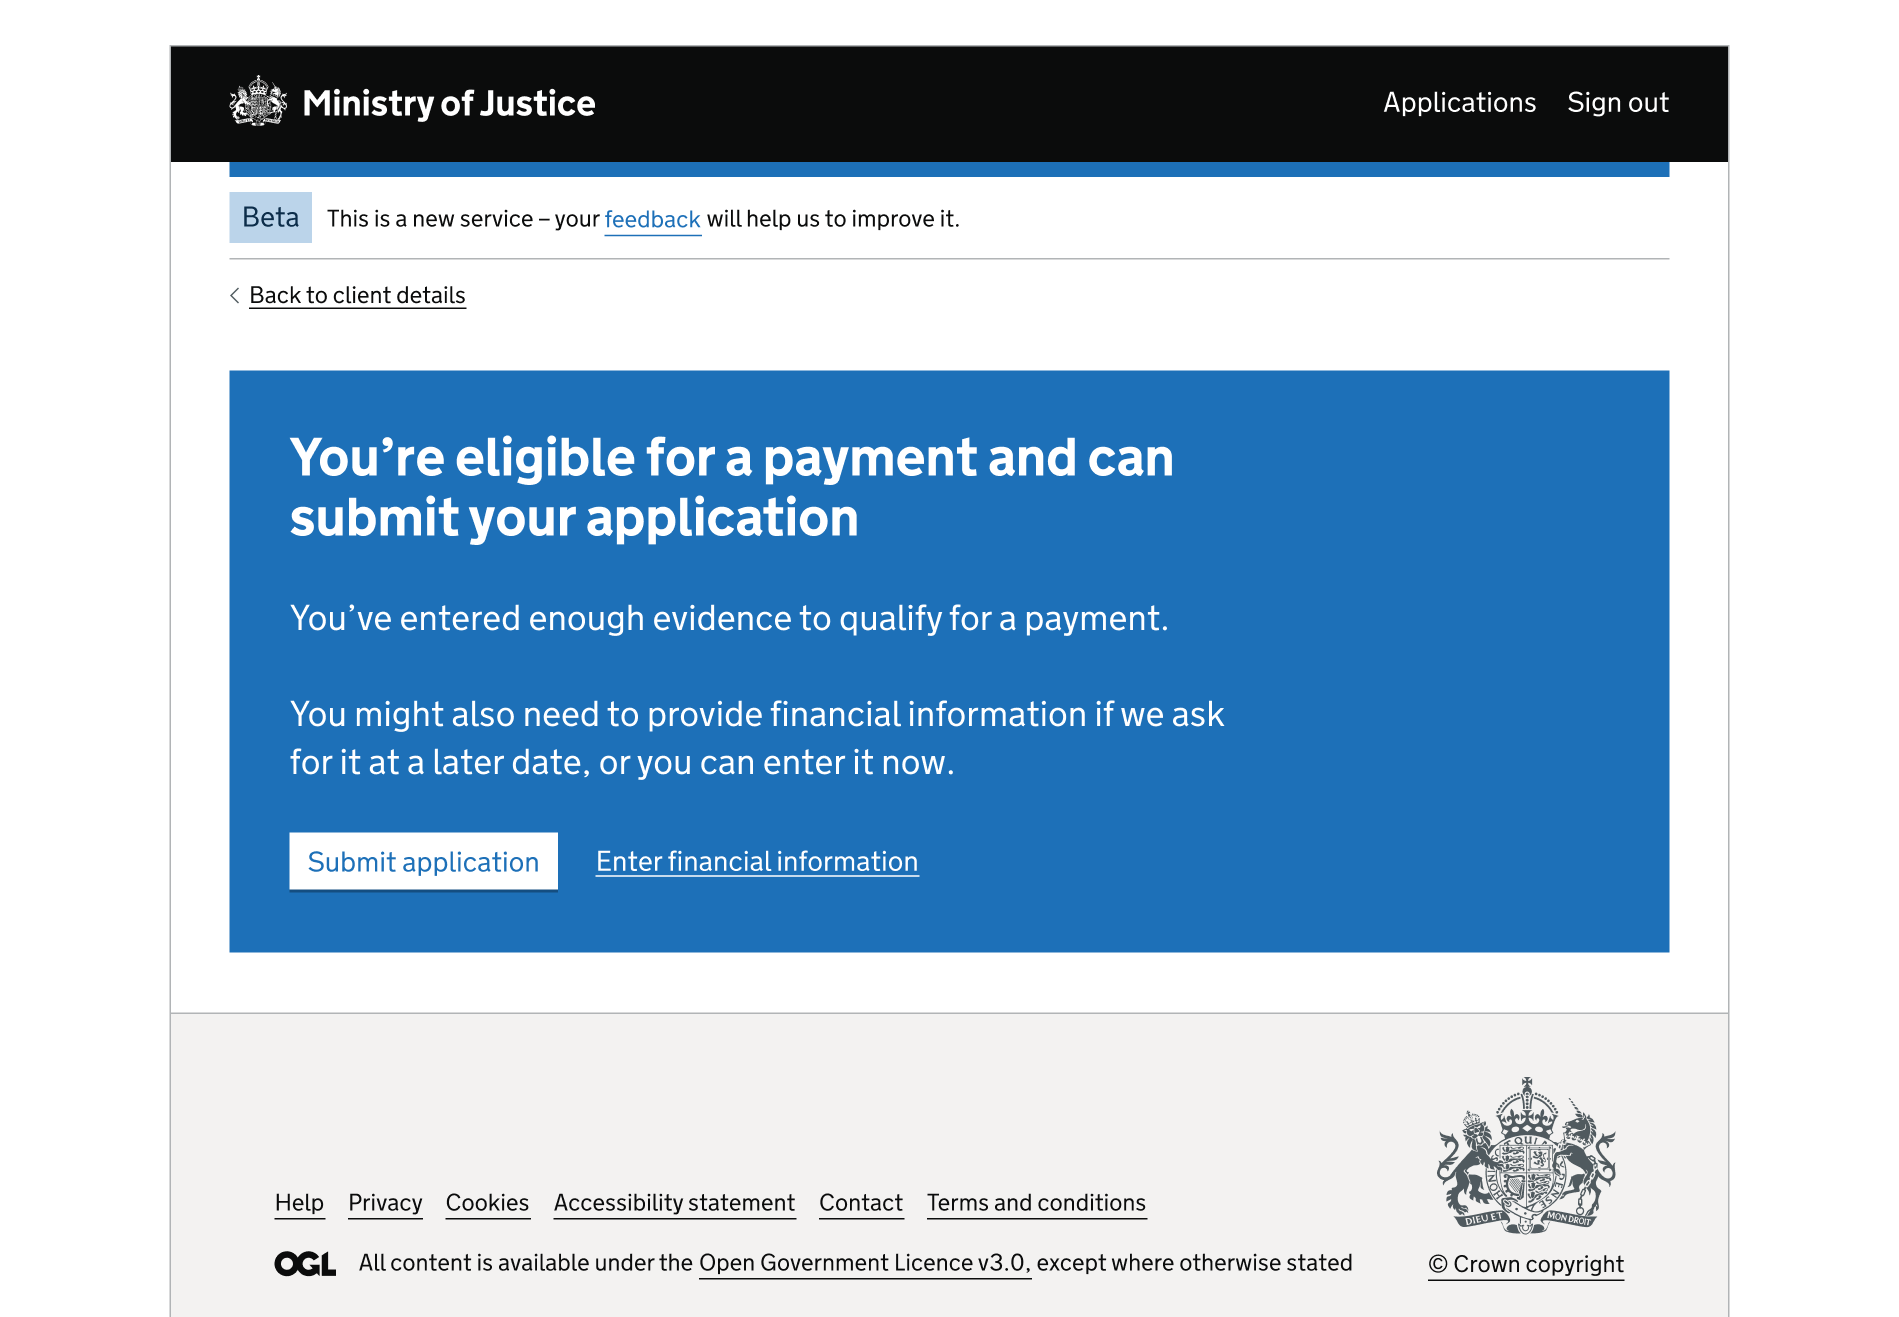 Ministry of Justice
Applications Sign out
Beta This is a new service – your feedback will help us to improve it.
Back to client details
You’re eligible for a payment and can
submit your application
You’ve entered enough evidence to qualify for a payment.
You might also need to provide financial information if we ask
for it at a later date, or you can enter it now.
Submit application Enter financial information
Help Privacy Cookies Accessibility statement Contact Terms and conditions
DIEU ET MON DROIT
OGL All content is available under the Open Government Licence v3.0, except where otherwise stated
© Crown copyright